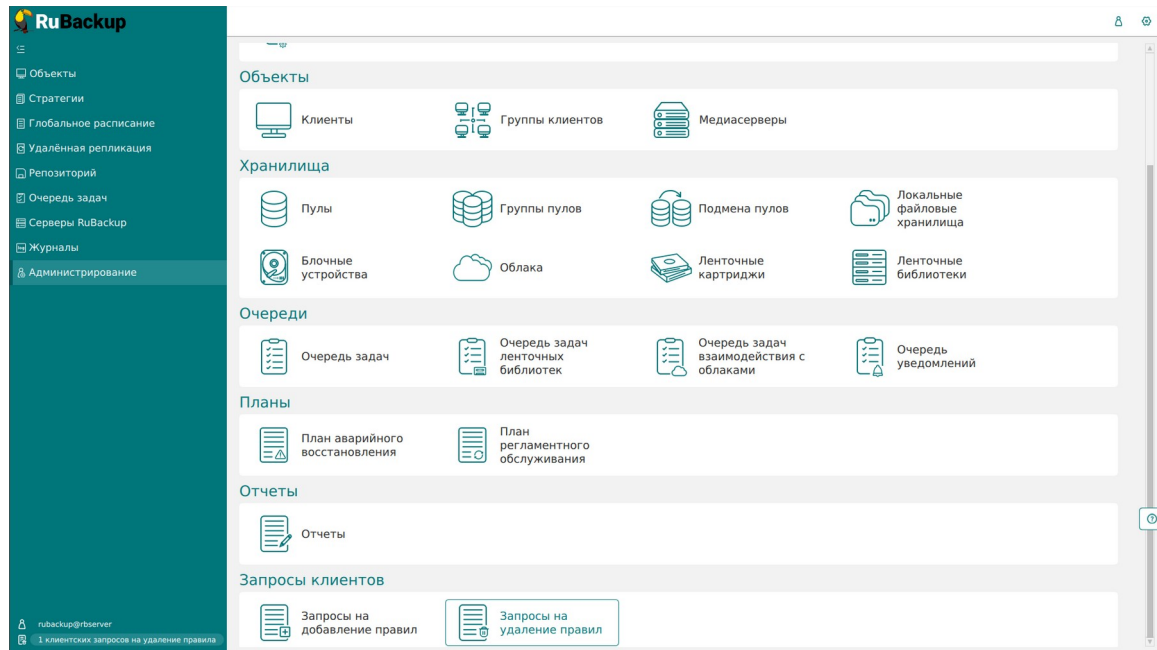 RuBackup
Объекты
Стратегии
Глобальное расписание
Удалённая репликация
Репозиторий
Очередь задач
Серверы RuBackup
Журналы
Администрирование
rubackup@rbserver
1 клиентских запросов на удаление правила
Объекты
Клиенты
Группы клиентов
Медиасерверы
Хранилища
Пулы
Группы пулов
Подмена пулов
Локальные
файловые
хранилища
Блочные
устройства
Облака
Ленточные
картриджи
Ленточные
библиотеки
Очереди
Очередь задач
Очередь задач
ленточных
библиотек
Очередь задач
взаимодействия с
облаками
Очередь
уведомлений
Планы
План аварийного
восстановления
План
регламентного
обслуживания
Отчеты
Отчеты
Запросы клиентов
Запросы на
добавление правил
Запросы на
удаление правил